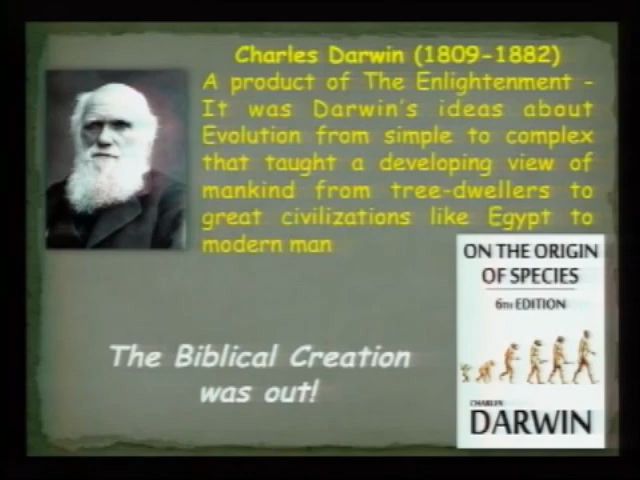 Charles Darwin (1809-1882)
A product of The Enlightenment -
It was Darwin's ideas about
Evolution from simple to complex
that taught a developing view of
mankind from tree-dwellers to
great civilizations like Egypt to
modern man
ON THE ORIGIN
OF SPECIES
6TH EDITION
The Biblical Creation
was out!
CHARLES
DARWIN